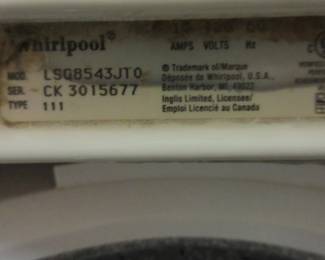 Whirlpool®
AMPS VOLTS Hz
MOD. LSG8543JT0
SER. CK 3015677
TYPE 111
® Trademark of/Marque
Déposée de Whirlpool, U.S.A.,
Benton Harbor, MI, 49022
Inglis Limited, Licensee/
Emploi Licencié au Canada